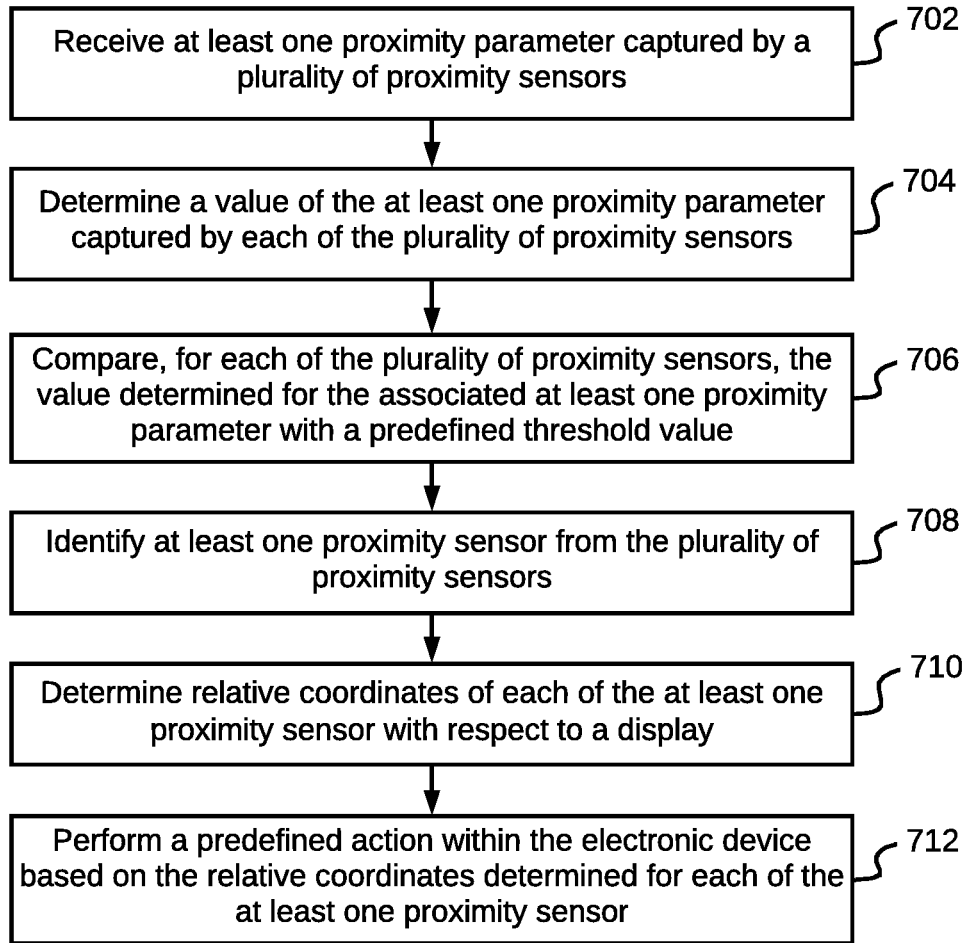 Receive at least one proximity parameter captured by a
plurality of proximity sensors
702
Determine a value of the at least one proximity parameter
captured by each of the plurality of proximity sensors
704
Compare, for each of the plurality of proximity sensors, the
value determined for the associated at least one proximity
parameter with a predefined threshold value
706
Identify at least one proximity sensor from the plurality of
proximity sensors
708
Determine relative coordinates of each of the at least one
proximity sensor with respect to a display
710
Perform a predefined action within the electronic device
based on the relative coordinates determined for each of the
at least one proximity sensor
712